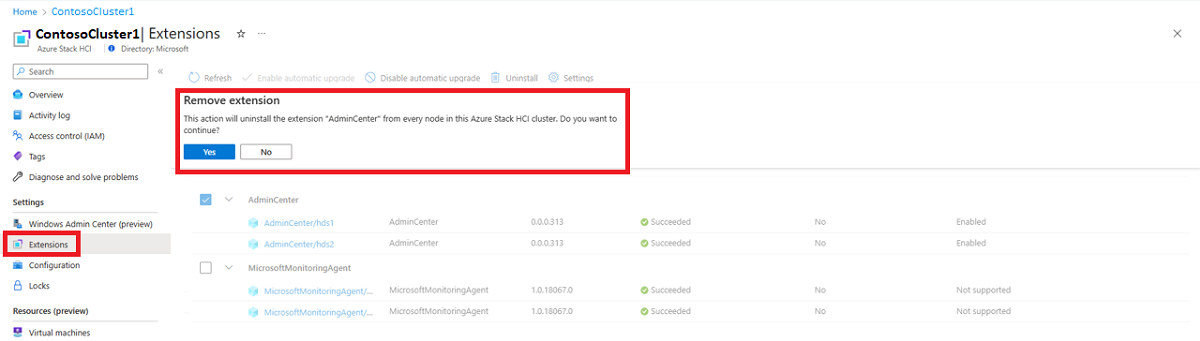 Home > ContosoCluster1
ContosoCluster1| Extensions ☆ ...
Azure Stack HCI | Directory: Microsoft
Search «
Overview
Activity log
Access control (IAM)
Tags
Diagnose and solve problems
Settings
Windows Admin Center (preview)
Extensions
Configuration
Locks
Resources (preview)
Virtual machines
Refresh Enable automatic upgrade Disable automatic upgrade Uninstall Settings
Remove extension
This action will uninstall the extension "AdminCenter" from every node in this Azure Stack HCI cluster. Do you want to
continue?
Yes No
AdminCenter
AdminCenter/hds1 AdminCenter 0.0.0.313 Succeeded No Enabled
AdminCenter/hds2 AdminCenter 0.0.0.313 Succeeded No Enabled
MicrosoftMonitoringAgent
MicrosoftMonitoringAgent/... MicrosoftMonitoringAgent 1.0.18067.0 Succeeded No Not supported
MicrosoftMonitoringAgent/... MicrosoftMonitoringAgent 1.0.18067.0 Succeeded No Not supported